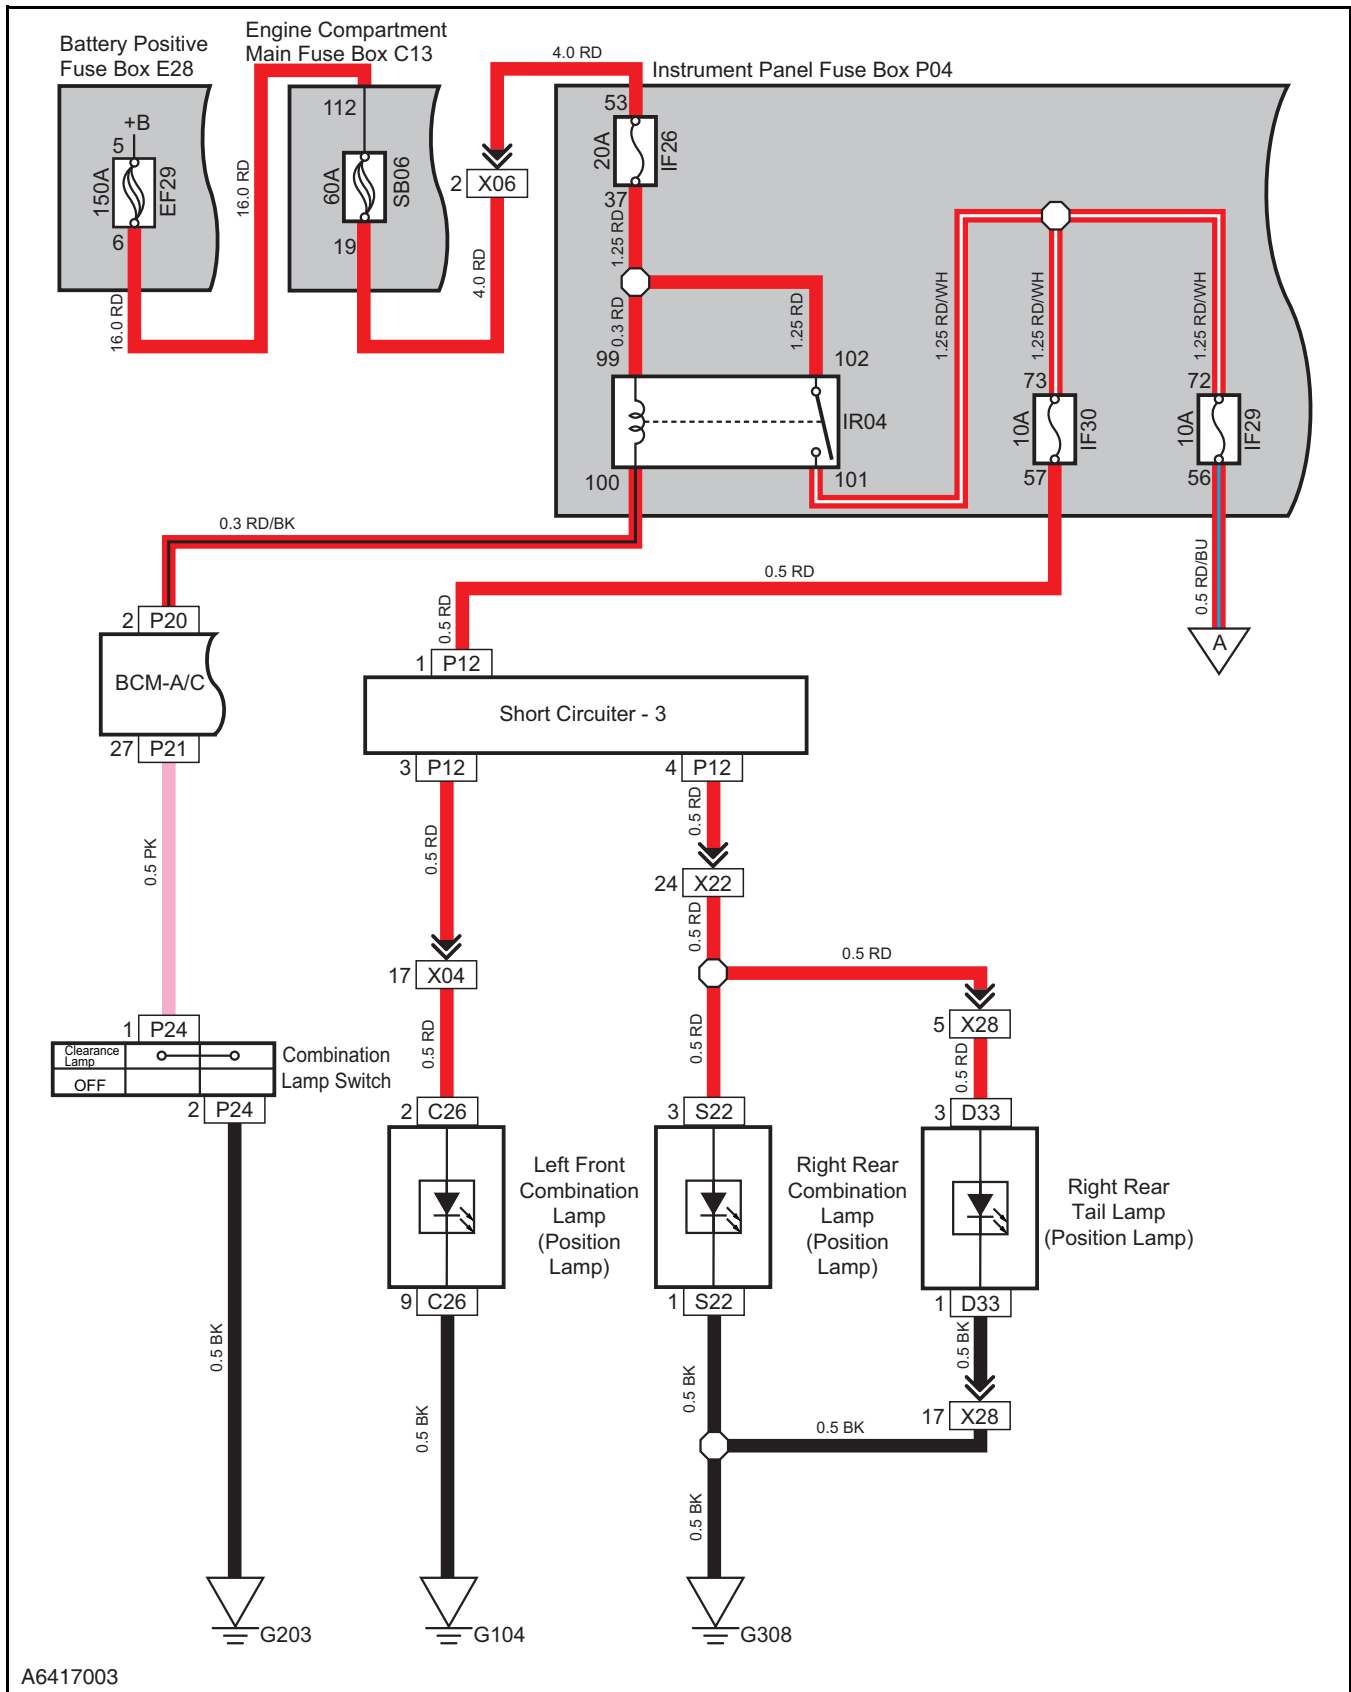 Battery Positive
Fuse Box E28
Engine Compartment
Main Fuse Box C13
4.0 RD
Instrument Panel Fuse Box P04
+B
5
150A
EF29
6
16.0 RD
16.0 RD
112
60A
SB06
19
2 X06
4.0 RD
53
20A
IF26
37
1.25 RD
0.3 RD
1.25 RD
99
102
IR04
100
101
1.25 RD/WH
1.25 RD/WH
1.25 RD/WH
73
10A
IF30
57
72
10A
IF29
56
0.3 RD/BK
0.5 RD
0.5 RD
0.5 RD/BU
A
2 P20
BCM-A/C
27 P21
1 P12
Short Circuiter - 3
3 P12
4 P12
0.5 PK
0.5 RD
0.5 RD
24 X22
0.5 RD
0.5 RD
17 X04
5 X28
1 P24
Clearance
Lamp
OFF
Combination
Lamp Switch
2 P24
0.5 RD
0.5 RD
0.5 RD
2 C26
3 S22
3 D33
Left Front
Combination
Lamp
(Position
Lamp)
Right Rear
Combination
Lamp
(Position
Lamp)
Right Rear
Tail Lamp
(Position Lamp)
9 C26
1 S22
1 D33
0.5 BK
0.5 BK
0.5 BK
0.5 BK
17 X28
0.5 BK
0.5 BK
G203
G104
G308
A6417003